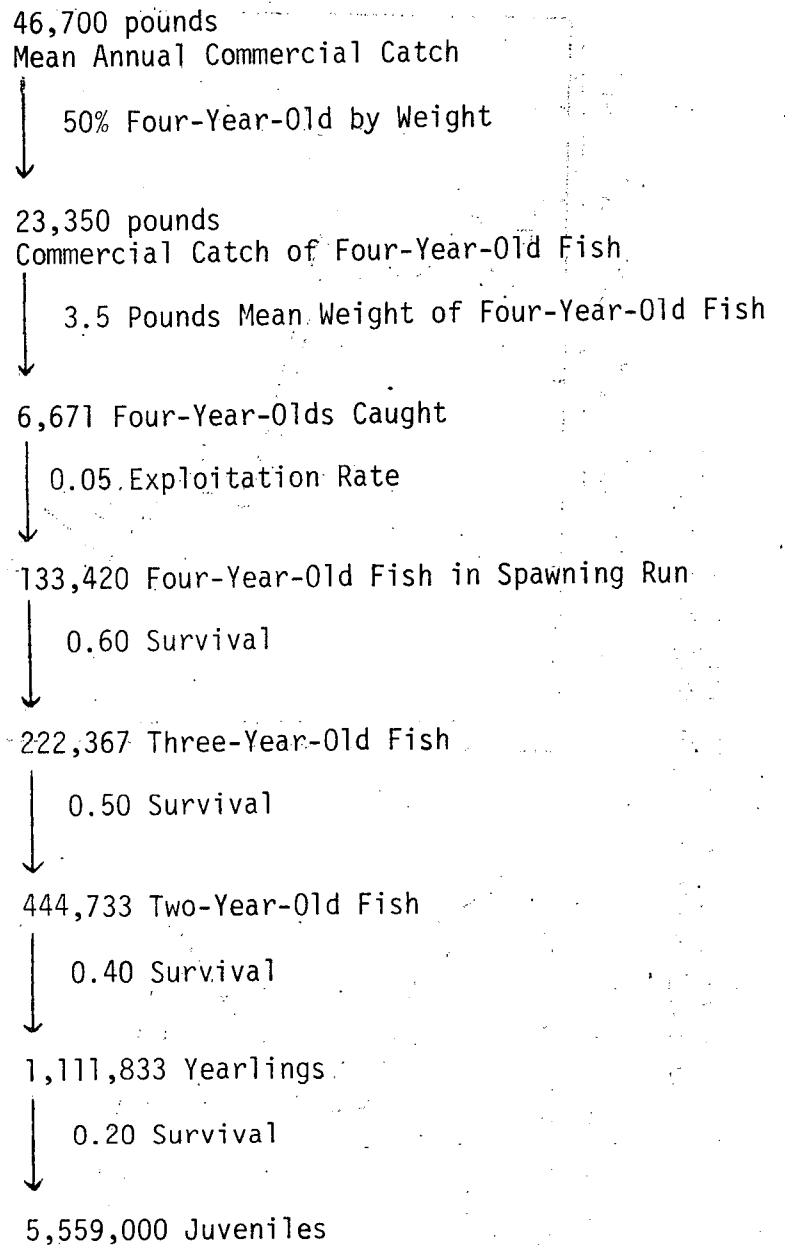 46,700 pounds
Mean Annual Commercial Catch
50% Four-Year-Old by Weight
23,350 pounds
Commercial Catch of Four-Year-Old Fish
3.5 Pounds Mean Weight of Four-Year-Old Fish
6,671 Four-Year-Olds Caught
0.05 Exploitation Rate
133,420 Four-Year-Old Fish in Spawning Run
0.60 Survival
222,367 Three-Year-Old Fish
0.50 Survival
444,733 Two-Year-Old Fish
0.40 Survival
1,111,833 Yearlings
0.20 Survival
5,559,000 Juveniles